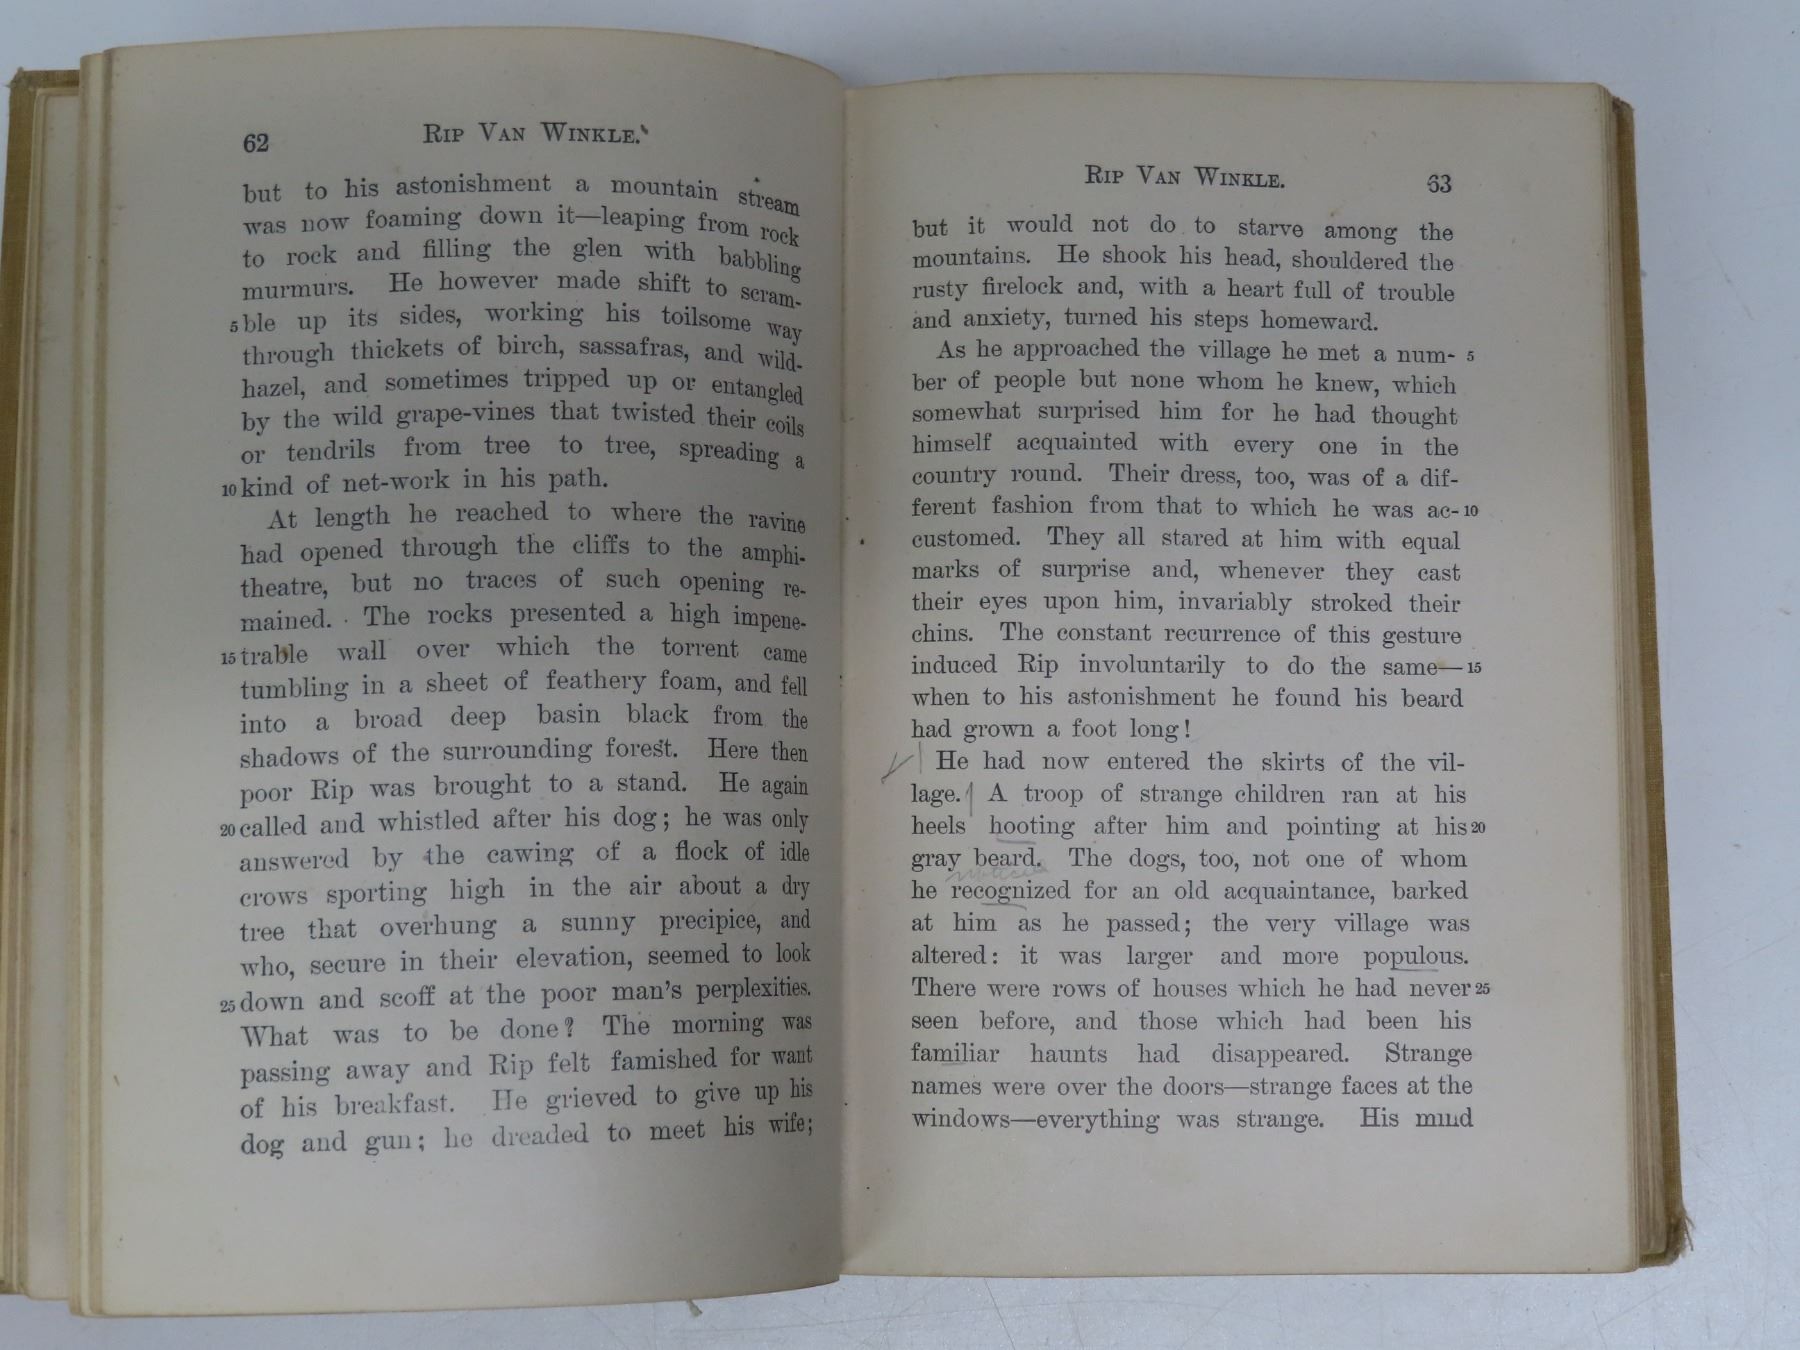 62
RIP VAN WINKLE.
but to his astonishment a mountain stream
was now foaming down it—leaping from rock
to rock and filling the glen with babbling
murmurs. He however made shift to scram-
5 ble up its sides, working his toilsome way
through thickets of birch, sassafras, and wild-
hazel, and sometimes tripped up or entangled
by the wild grape-vines that twisted their coils
or tendrils from tree to tree, spreading a
10 kind of net-work in his path.
At length he reached to where the ravine
had opened through the cliffs to the amphi-
theatre, but no traces of such opening re-
mained. The rocks presented a high impene-
15 trable wall over which the torrent came
tumbling in a sheet of feathery foam, and fell
into a broad deep basin black from the
shadows of the surrounding forest. Here then
poor Rip was brought to a stand. He again
20 called and whistled after his dog; he was only
answered by the cawing of a flock of idle
crows sporting high in the air about a dry
tree that overhung a sunny precipice, and
who, secure in their elevation, seemed to look
25 down and scoff at the poor man's perplexities.
What was to be done? The morning was
passing away and Rip felt famished for want
of his breakfast. He grieved to give up his
dog and gun; he dreaded to meet his wife;
RIP VAN WINKLE.
63
but it would not do to starve among the
mountains. He shook his head, shouldered the
rusty firelock and, with a heart full of trouble
and anxiety, turned his steps homeward.
As he approached the village he met a num- 5
ber of people but none whom he knew, which
somewhat surprised him for he had thought
himself acquainted with every one in the
country round. Their dress, too, was of a dif-
ferent fashion from that to which he was ac- 10
customed. They all stared at him with equal
marks of surprise and, whenever they cast
their eyes upon him, invariably stroked their
chins. The constant recurrence of this gesture
induced Rip involuntarily to do the same— 15
when to his astonishment he found his beard
had grown a foot long!
He had now entered the skirts of the vil-
lage. A troop of strange children ran at his
heels hooting after him and pointing at his 20
gray beard. The dogs, too, not one of whom
he recognized for an old acquaintance, barked
at him as he passed; the very village was
altered: it was larger and more populous.
There were rows of houses which he had never 25
seen before, and those which had been his
familiar haunts had disappeared. Strange
names were over the doors—strange faces at the
windows—everything was strange. His mind